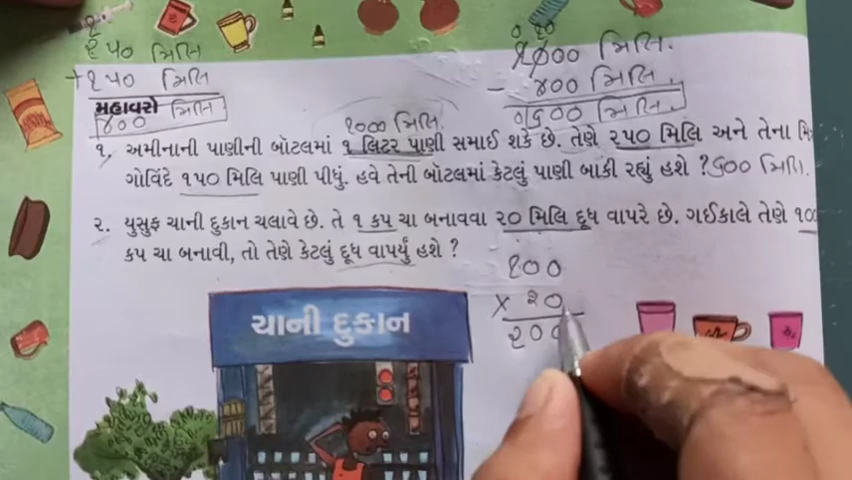 ૨૫૦ મિલિ
+૧૫૦ મિલિ
૪૦૦ મિલિ
મહાવરો
૧૦૦૦ મિલિ.
- ૪૦૦ મિલિ.
૦૬૦૦ મિલિ.
૧૦૦૦ મિલિ.
૧. અમીનાની પાણીની બૉટલમાં ૧ લિટર પાણી સમાઈ શકે છે. તેણે ૨૫૦ મિલિ અને તેના
ગોવિંદે ૧૫૦ મિલિ પાણી પીધું. હવે તેની બૉટલમાં કેટલું પાણી બાકી રહ્યું હશે ? ૬૦૦ મિલિ.
૨. યુસુફ ચાની દુકાન ચલાવે છે. તે ૧ કપ ચા બનાવવા ૨૦ મિલિ દૂધ વાપરે છે. ગઈકાલે તેણે ૧૦૦
કપ ચા બનાવી, તો તેણે કેટલું દૂધ વાપર્યું હશે ?
૧૦૦
× ૨૦
૨૦૦
ચાની દુકાન